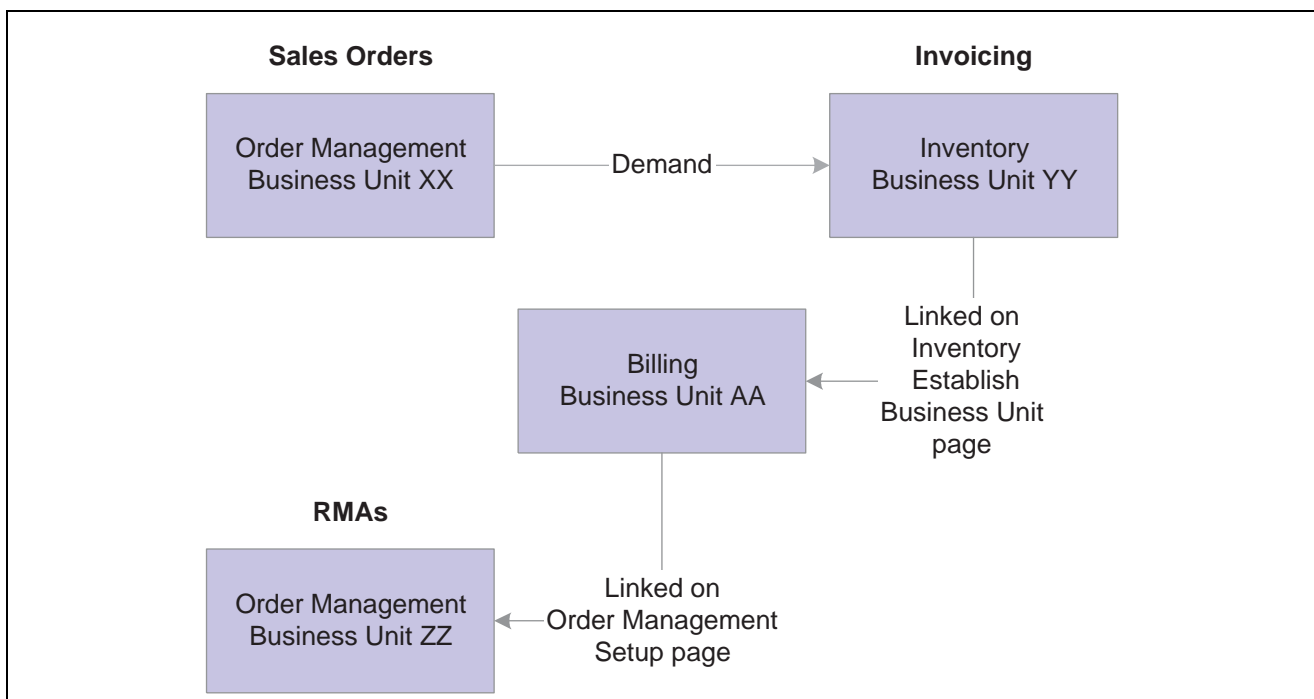 Sales Orders
Invoicing
Order Management
Business Unit XX
Demand
Inventory
Business Unit YY
Linked on
Inventory
Establish
Business Unit
page
Billing
Business Unit AA
RMAs
Order Management
Business Unit ZZ
Linked on
Order Management
Setup page